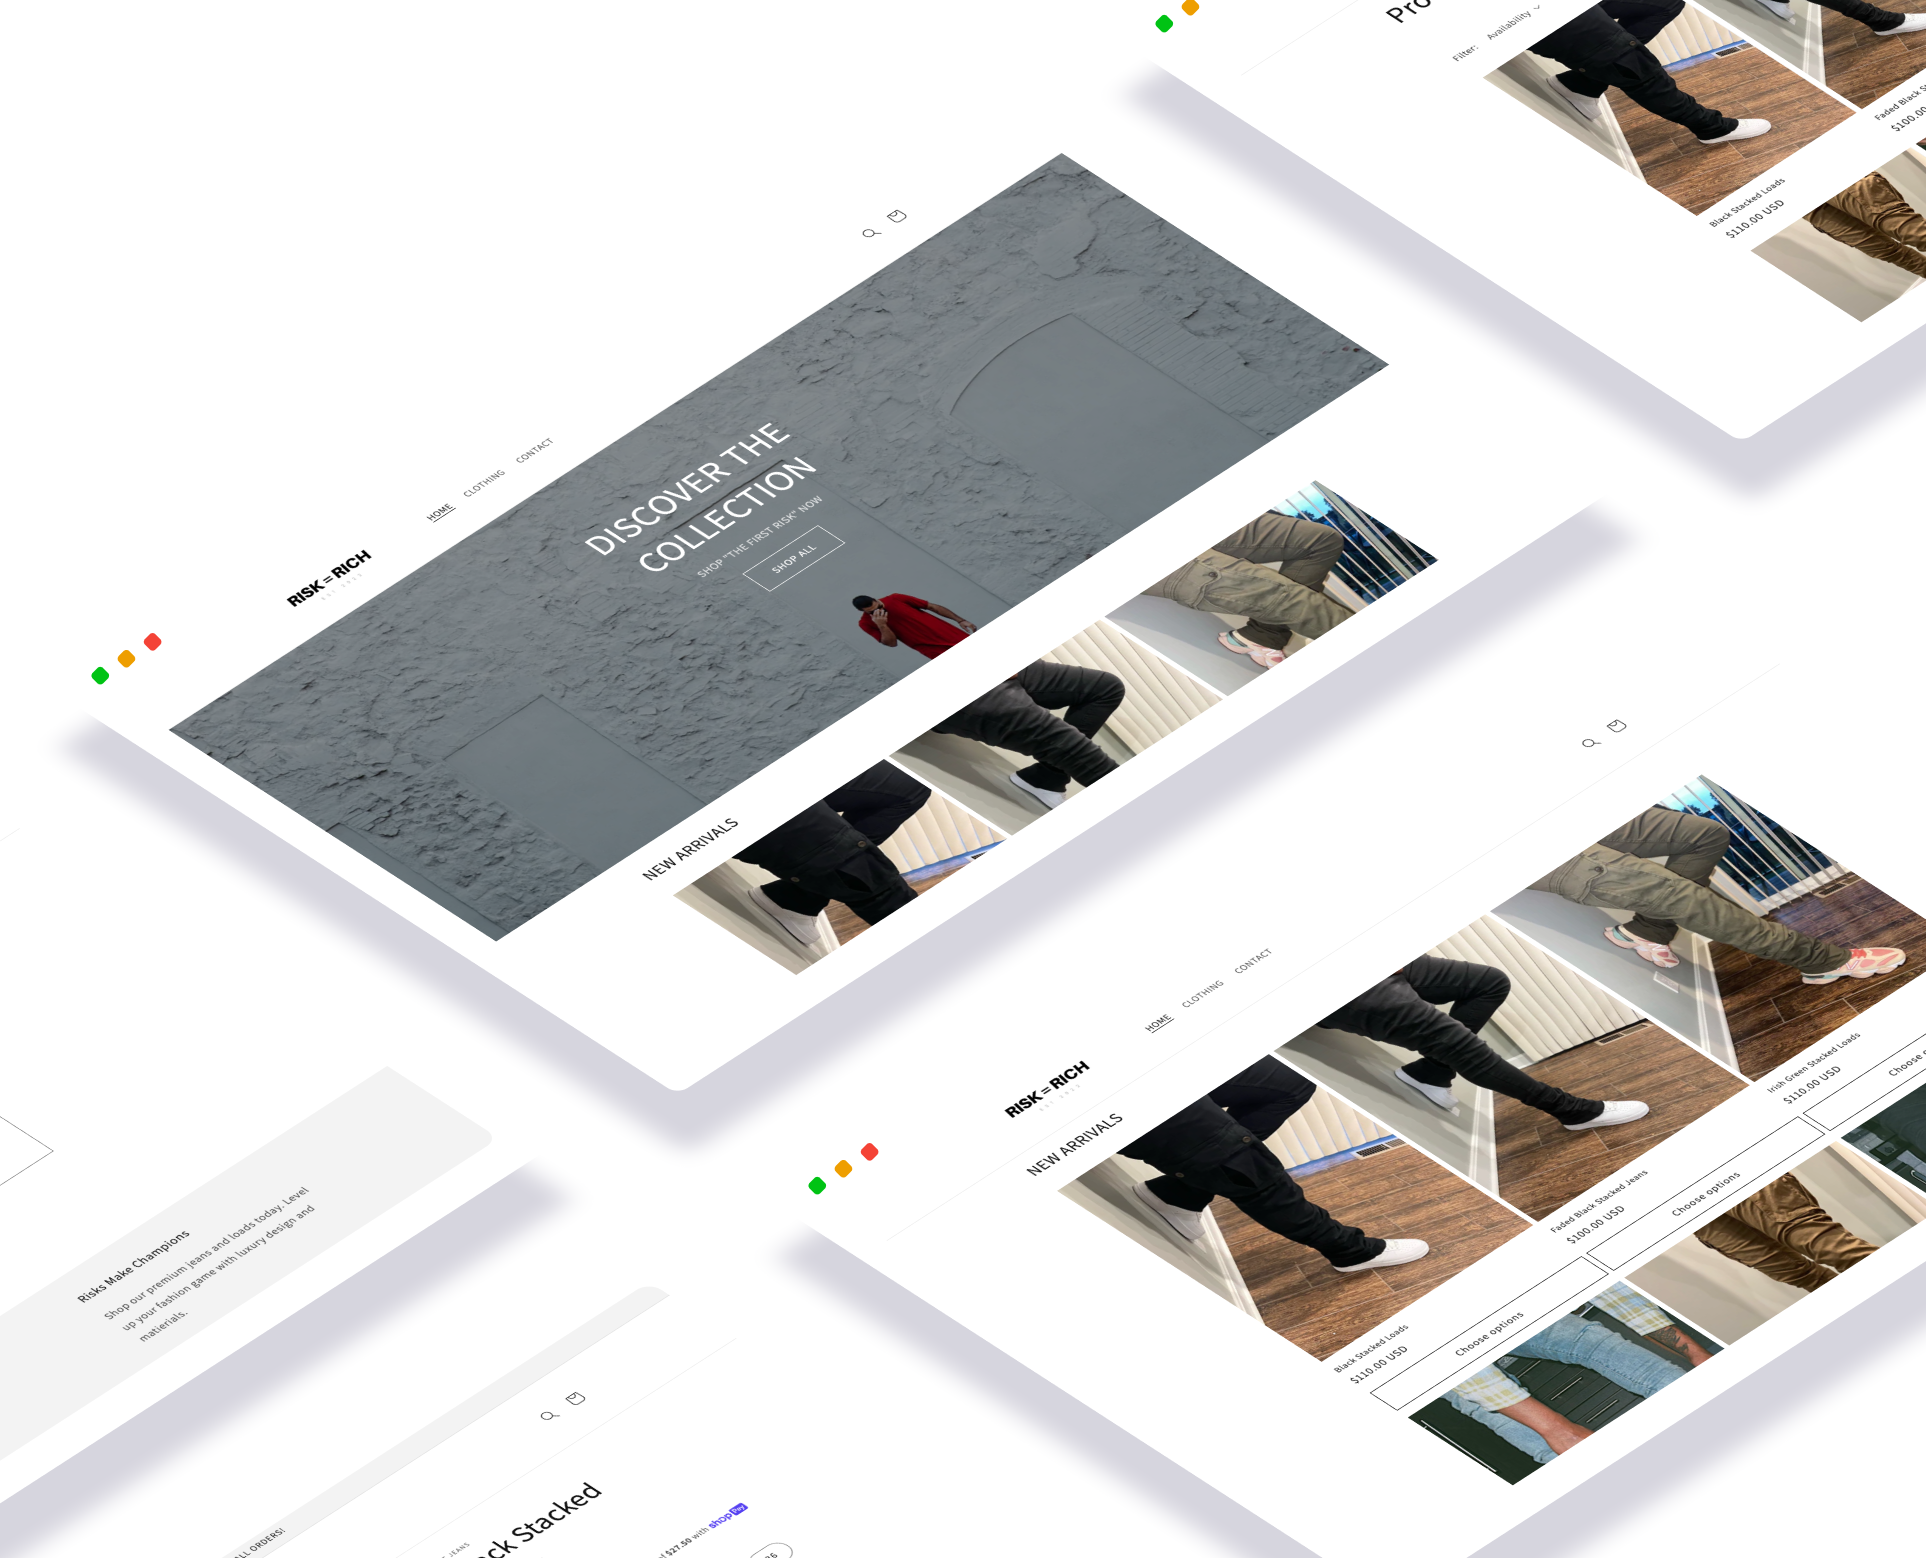 Pro
Filter:
Availability
Faded Black S
$100.00
Black Stacked Loads
$110.00 USD
RISK = RICH
HOME
CLOTHING
CONTACT
DISCOVER THE
COLLECTION
SHOP "THE FIRST RISK" NOW
SHOP ALL
NEW ARRIVALS
RISK = RICH
HOME
CLOTHING
CONTACT
NEW ARRIVALS
Irish Green Stacked Loads
$110.00 USD
Choose
Faded Black Stacked Jeans
$100.00 USD
Choose options
Black Stacked Loads
$110.00 USD
Choose options
Risks Make Champions
Shop our premium jeans and loads today. Level
up your fashion game with luxury design and
matierials.
LL ORDERS!
JEANS
ck Stacked
$27.50 with shop Pay